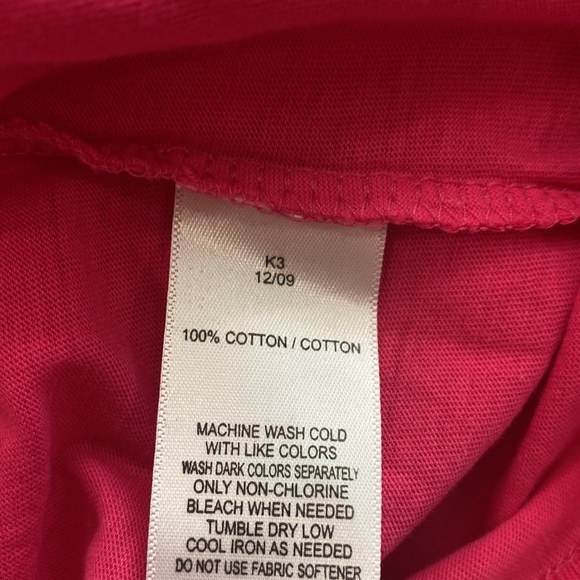 K3
12/09
100% COTTON / COTTON
MACHINE WASH COLD
WITH LIKE COLORS
WASH DARK COLORS SEPARATELY
ONLY NON-CHLORINE
BLEACH WHEN NEEDED
TUMBLE DRY LOW
COOL IRON AS NEEDED
DO NOT USE FABRIC SOFTENER